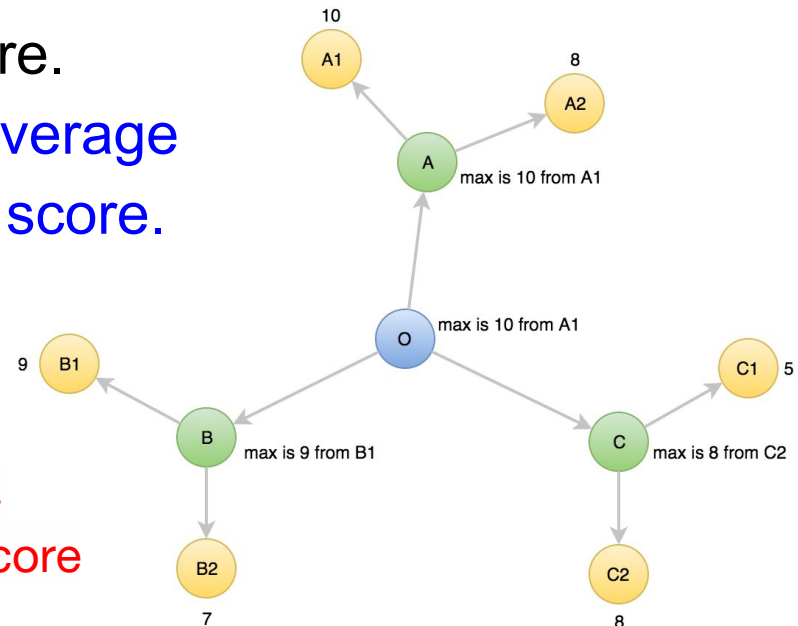 re.
verage
score.
core
10
A1
8
A2
A
max is 10 from A1
O
max is 10 from A1
9
B1
B
max is 9 from B1
B2
7
C1
5
C
max is 8 from C2
C2
8